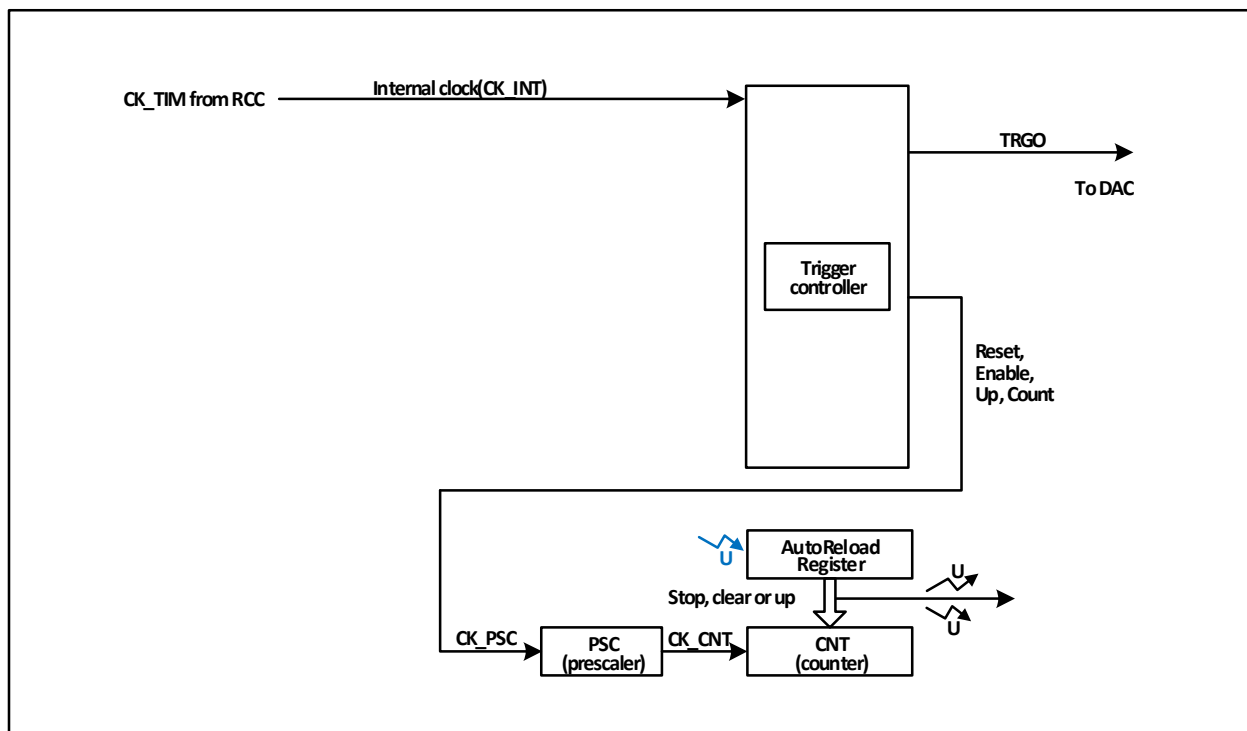 Internal clock(CK_INT)
CK_TIM from RCC
TRGO
To DAC
Trigger
controller
Reset,
Enable,
Up, Count
U
AutoReload
Register
U
Stop, clear or up
U
CK_PSC
PSC
(prescaler)
CK_CNT
CNT
(counter)